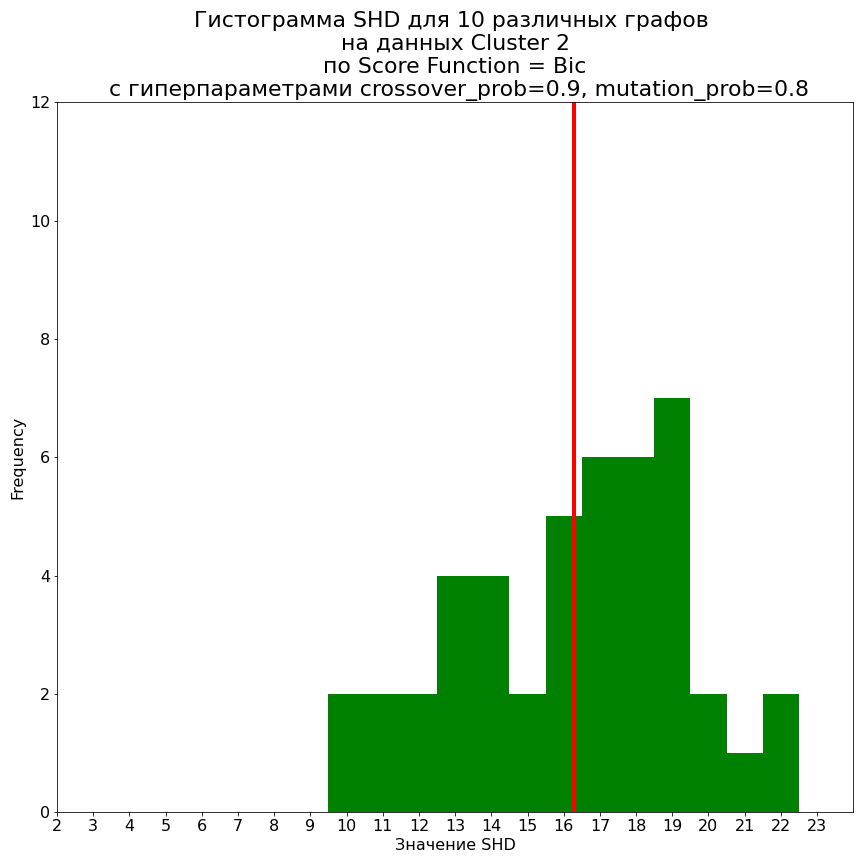 Гистограмма SHD для 10 различных графов
на данных Cluster 2
по Score Function = Bic
с гиперпараметрами crossover_prob=0.9, mutation_prob=0.8
12
10
8
6
4
2
0
Frequency
2 3 4 5 6 7 8 9 10 11 12 13 14 15 16 17 18 19 20 21 22 23
Значение SHD